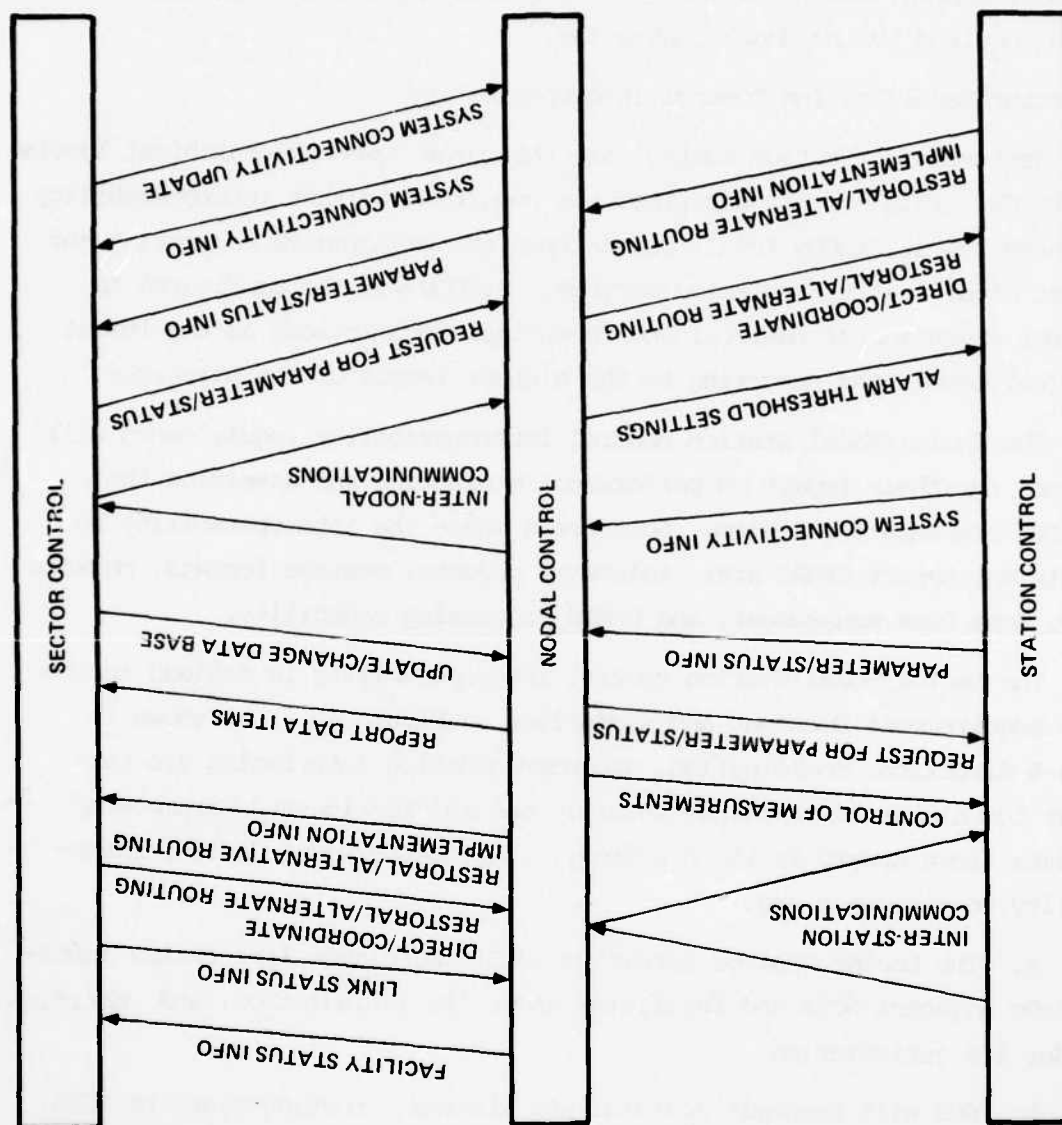 SECTOR CONTROL
FACILITY STATUS INFO
LINK STATUS INFO
DIRECT/COORDINATE
RESTORAL/ALTERNATE ROUTING
RESTORAL/ALTERNATIVE ROUTING
IMPLEMENTATION INFO
REPORT DATA ITEMS
UPDATE/CHANGE DATA BASE
INTER-NODAL
COMMUNICATIONS
REQUEST FOR PARAMETER/STATUS
PARAMETER/STATUS INFO
SYSTEM CONNECTIVITY INFO
SYSTEM CONNECTIVITY UPDATE
NODAL CONTROL
INTER-STATION
COMMUNICATIONS
CONTROL OF MEASUREMENTS
REQUEST FOR PARAMETER/STATUS
PARAMETER/STATUS INFO
SYSTEM CONNECTIVITY INFO
ALARM THRESHOLD SETTINGS
DIRECT/COORDINATE
RESTORAL/ALTERNATE ROUTING
RESTORAL/ALTERNATE ROUTING
IMPLEMENTATION INFO
STATION CONTROL